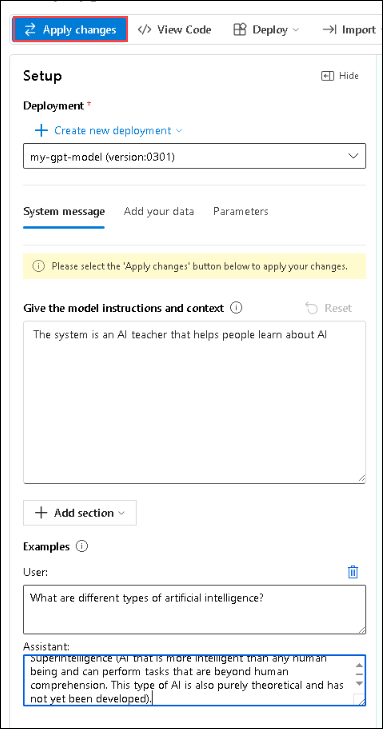 Apply changes
View Code
Deploy
Import
Setup
Hide
Deployment *
Create new deployment
my-gpt-model (version:0301)
System message
Add your data
Parameters
Please select the 'Apply changes' button below to apply your changes.
Give the model instructions and context
Reset
The system is an AI teacher that helps people learn about AI
Add section
Examples
User:
What are different types of artificial intelligence?
Assistant:
Superintelligence (AI that is more intelligent than any human
being and can perform tasks that are beyond human
comprehension. This type of AI is also purely theoretical and has
not yet been developed).